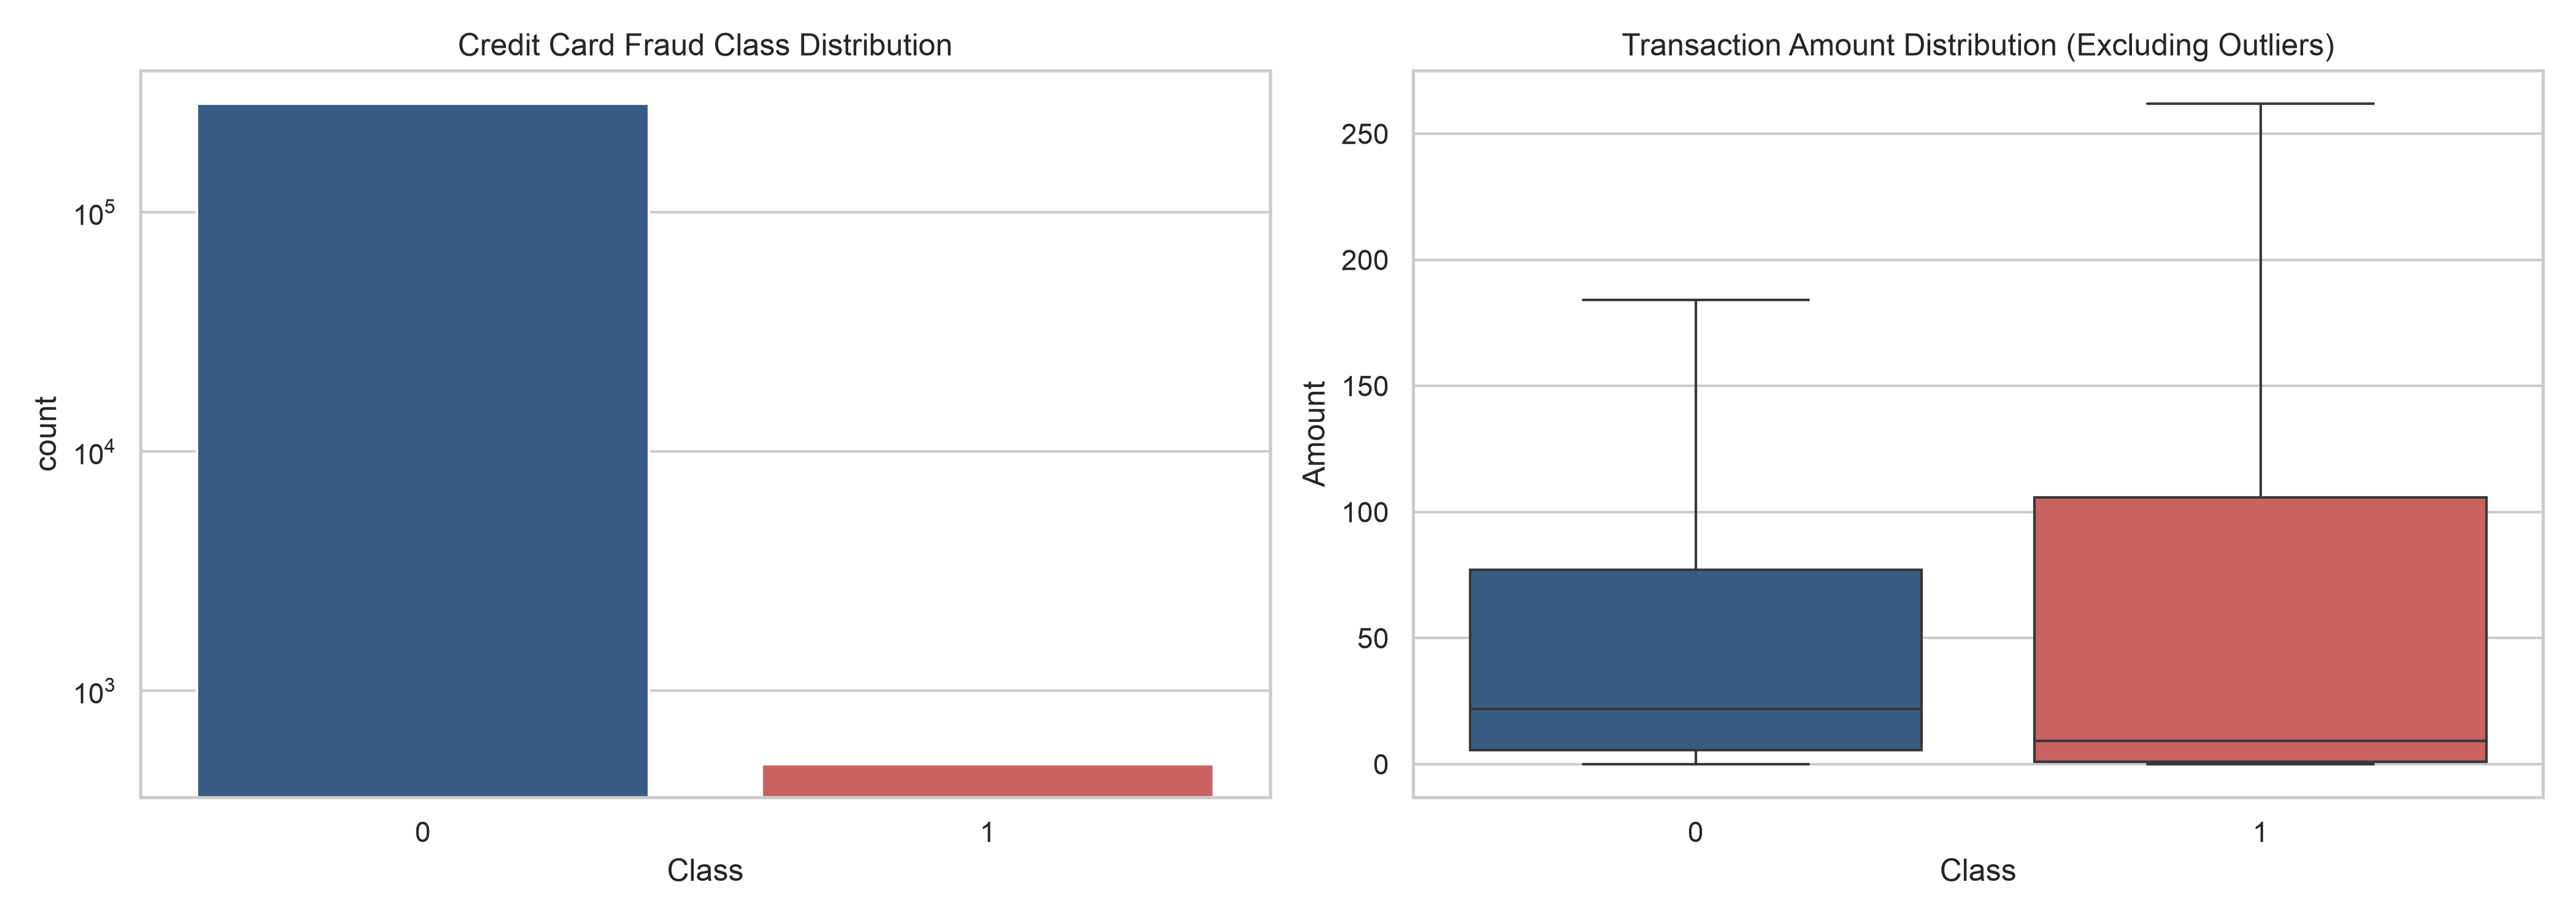 Credit Card Fraud Class Distribution
10⁵
10⁴
10³
count
0 1
Class
Transaction Amount Distribution (Excluding Outliers)
250
200
150
100
50
0
Amount
0 1
Class